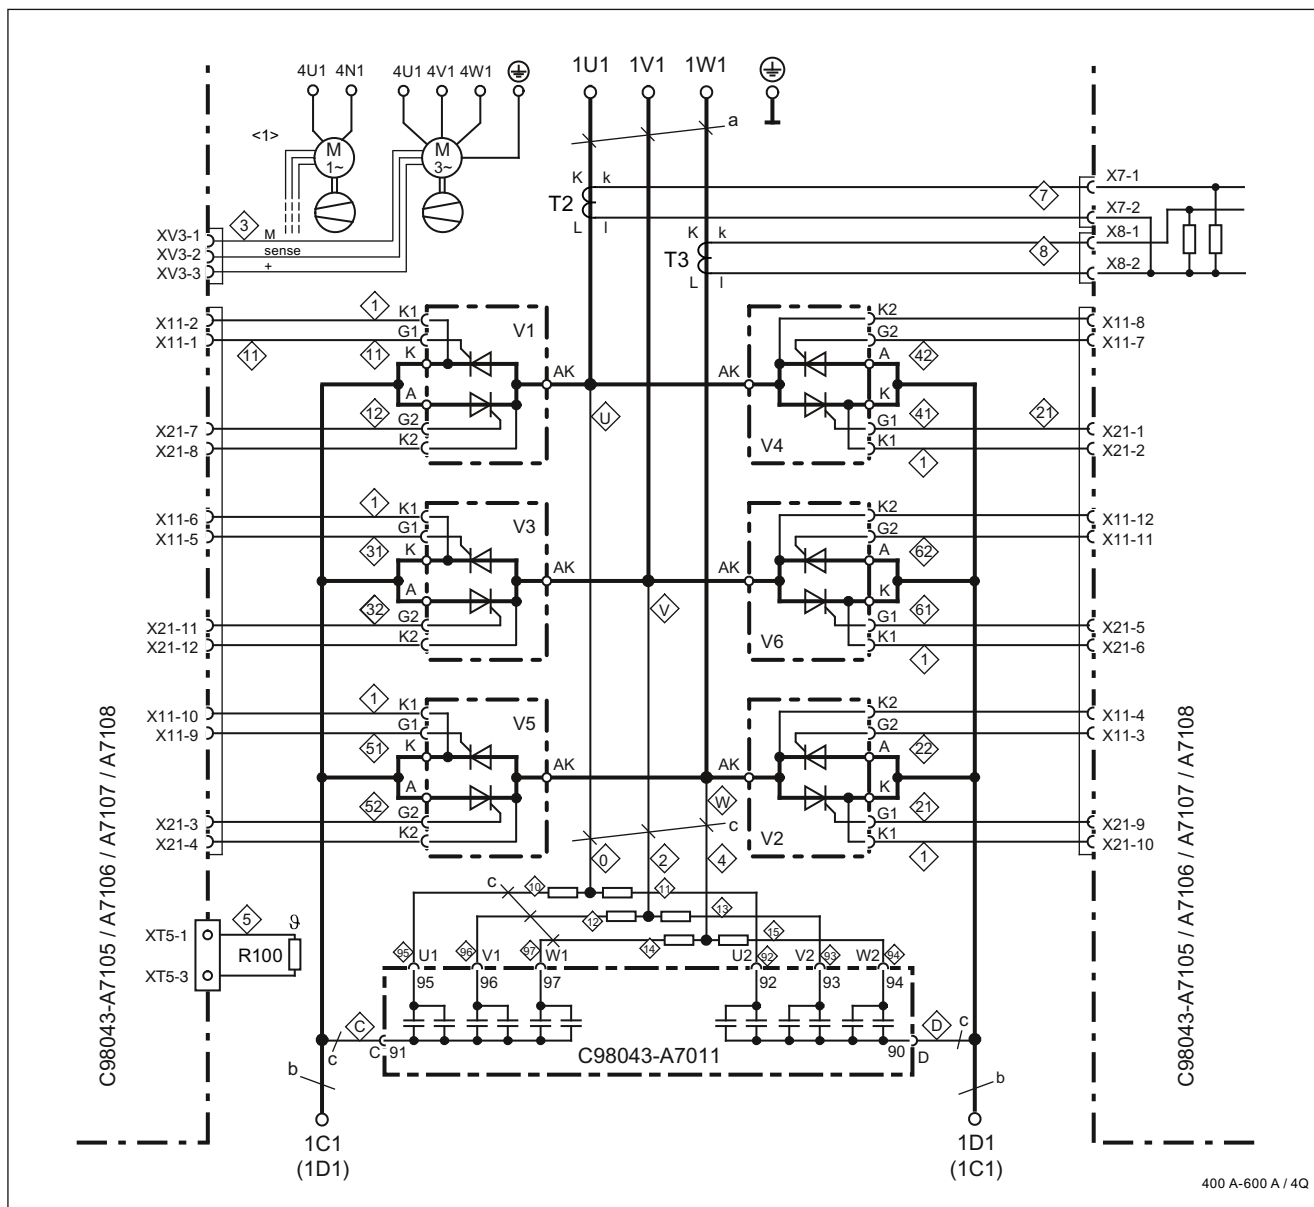 4U1 4N1 4U1 4V1 4W1 1U1 1V1 1W1
<1> M 1~ M 3~ a
K k
T2
L l
7 X7-1
X7-2
K k
T3
L l
8 X8-1
X8-2
XV3-1 3 M
XV3-2 sense
XV3-3 +
X11-2 1 K1 V1 K2 X11-8
X11-1 11 11 G1 G2 X11-7
K A 42
AK AK
A K
12 U 41 21
X21-7 G2 G1 X21-1
X21-8 K2 V4 K1 X21-2
1
X11-6 1 K1 V3 K2 X11-12
X11-5 G1 G2 X11-11
31 K A 62
AK AK
A K
32 V 61
X21-11 G2 G1 X21-5
X21-12 K2 V6 K1 X21-6
1
X11-10 1 K1 V5 K2 X11-4
X11-9 G1 G2 X11-3
51 K A 22
AK AK
A K
52 W 21
X21-3 G2 c G1 X21-9
X21-4 K2 V2 K1 X21-10
0 2 4 1
c 10 11
12 13
14 15
XT5-1 5 ϑ
R100
XT5-3
95 U1 96 V1 97 W1 U2 92 V2 93 W2 94
95 96 97 92 93 94
C D
c C 91 C98043-A7011 90 D c
b b
1C1 1D1
(1D1) (1C1)
C98043-A7105 / A7106 / A7107 / A7108
C98043-A7105 / A7106 / A7107 / A7108
400 A-600 A / 4Q